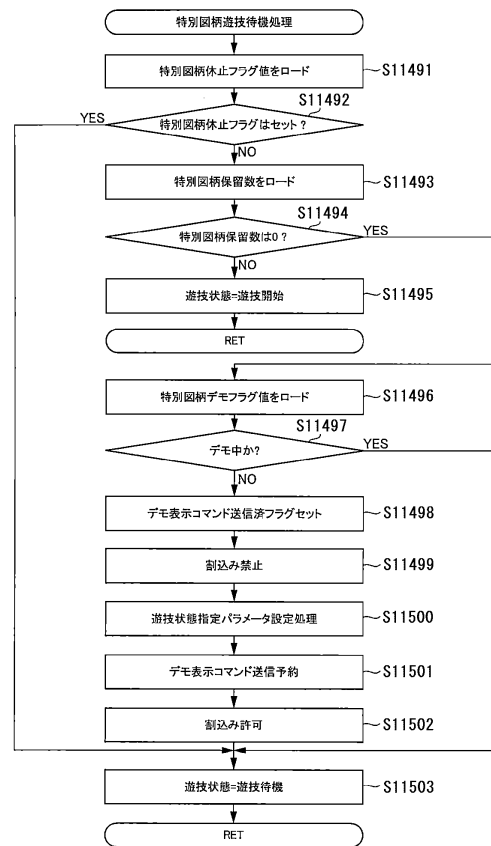 特別図柄遊技待機処理
特別図柄休止フラグ値をロード
S11491
S11492
YES
特別図柄休止フラグはセット?
NO
特別図柄保留数をロード
S11493
S11494
特別図柄保留数は0?
YES
NO
遊技状態=遊技開始
S11495
RET
特別図柄デモフラグ値をロード
S11496
S11497
デモ中か?
YES
NO
デモ表示コマンド送信済フラグセット
S11498
割込み禁止
S11499
遊技状態指定パラメータ設定処理
S11500
デモ表示コマンド送信予約
S11501
割込み許可
S11502
遊技状態=遊技待機
S11503
RET